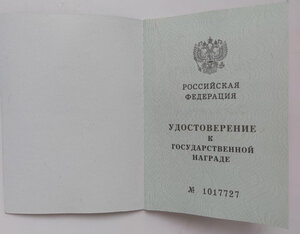 РОССИЙСКАЯ
ФЕДЕРАЦИЯ
УДОСТОВЕРЕНИЕ
К
ГОСУДАРСТВЕННОЙ
НАГРАДЕ
№ 1017727